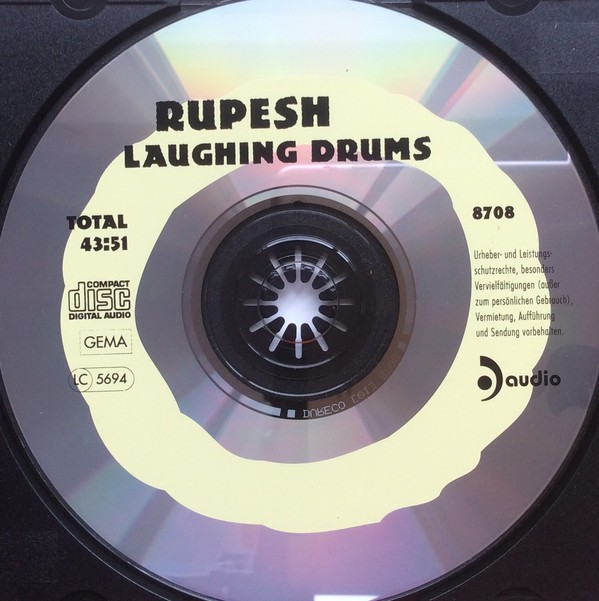 RUPESH
LAUGHING DRUMS
TOTAL
43:51
8708
COMPACT
disc
DIGITAL AUDIO
GEMA
LC 5694
Urheber- und Leistungs-
schutzrechte, besonders
Vervielfältigungen (außer
zum persönlichen Gebrauch),
Vermietung, Aufführung
und Sendung vorbehalten.
audio
DURECO